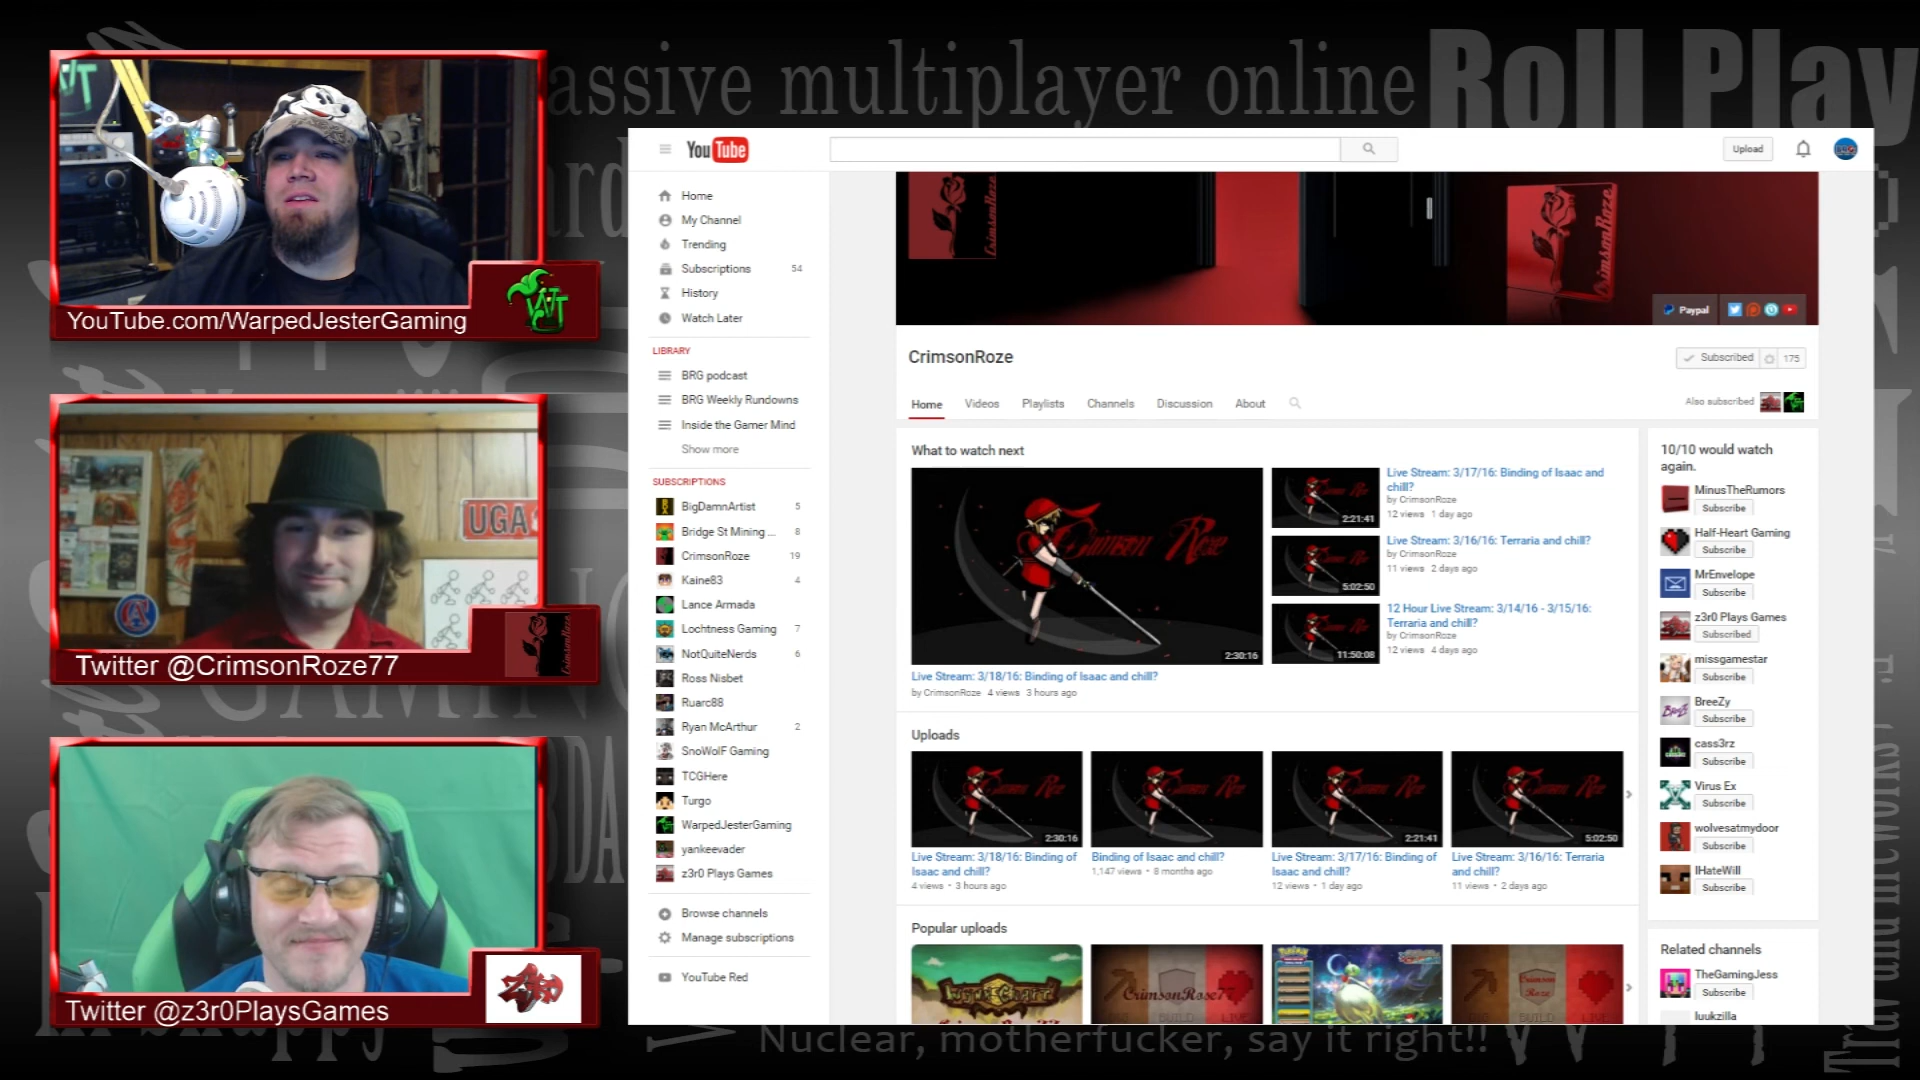 assive multiplayer online
Roll Play
YouTube.com/WarpedJesterGaming
UGA
Twitter @CrimsonRoze77
Twitter @z3r0PlaysGames
YouTube
Upload
Home
My Channel
Trending
Subscriptions 54
History
Watch Later
LIBRARY
BRG podcast
BRG Weekly Rundowns
Inside the Gamer Mind
Show more
SUBSCRIPTIONS
BigDamnArtist 5
Bridge St Mining ... 8
CrimsonRoze 19
Kaine83 4
Lance Armada
Lochtness Gaming 7
NotQuiteNerds 6
Ross Nisbet
Ruarc88
Ryan McArthur 2
SnoWolF Gaming
TCGHere
Turgo
WarpedJesterGaming
yankeevader
z3r0 Plays Games
Browse channels
Manage subscriptions
YouTube Red
CrimsonRoze
CrimsonRoze
Paypal
CrimsonRoze
Subscribed 175
Home Videos Playlists Channels Discussion About
Also subscribed
What to watch next
Crimson Roze
2:30:16
Live Stream: 3/18/16: Binding of Isaac and chill?
by CrimsonRoze 4 views 3 hours ago
2:21:41
Live Stream: 3/17/16: Binding of Isaac and
chill?
by CrimsonRoze
12 views 1 day ago
5:02:50
Live Stream: 3/16/16: Terraria and chill?
by CrimsonRoze
11 views 2 days ago
11:50:08
12 Hour Live Stream: 3/14/16 - 3/15/16:
Terraria and chill?
by CrimsonRoze
12 views 4 days ago
Uploads
2:30:16
Live Stream: 3/18/16: Binding of
Isaac and chill?
4 views • 3 hours ago
Binding of Isaac and chill?
1,147 views • 8 months ago
2:21:41
Live Stream: 3/17/16: Binding of
Isaac and chill?
12 views • 1 day ago
5:02:50
Live Stream: 3/16/16: Terraria
and chill?
11 views • 2 days ago
Popular uploads
10/10 would watch
again.
MinusTheRumors
Subscribe
Half-Heart Gaming
Subscribe
MrEnvelope
Subscribe
z3r0 Plays Games
Subscribed
missgamestar
Subscribe
BreeZy
Subscribe
cass3rz
Subscribe
Virus Ex
Subscribe
wolvesatmydoor
Subscribe
IHateWill
Subscribe
Related channels
TheGamingJess
Subscribe
luukzilla
Nuclear, motherfucker, say it right!!